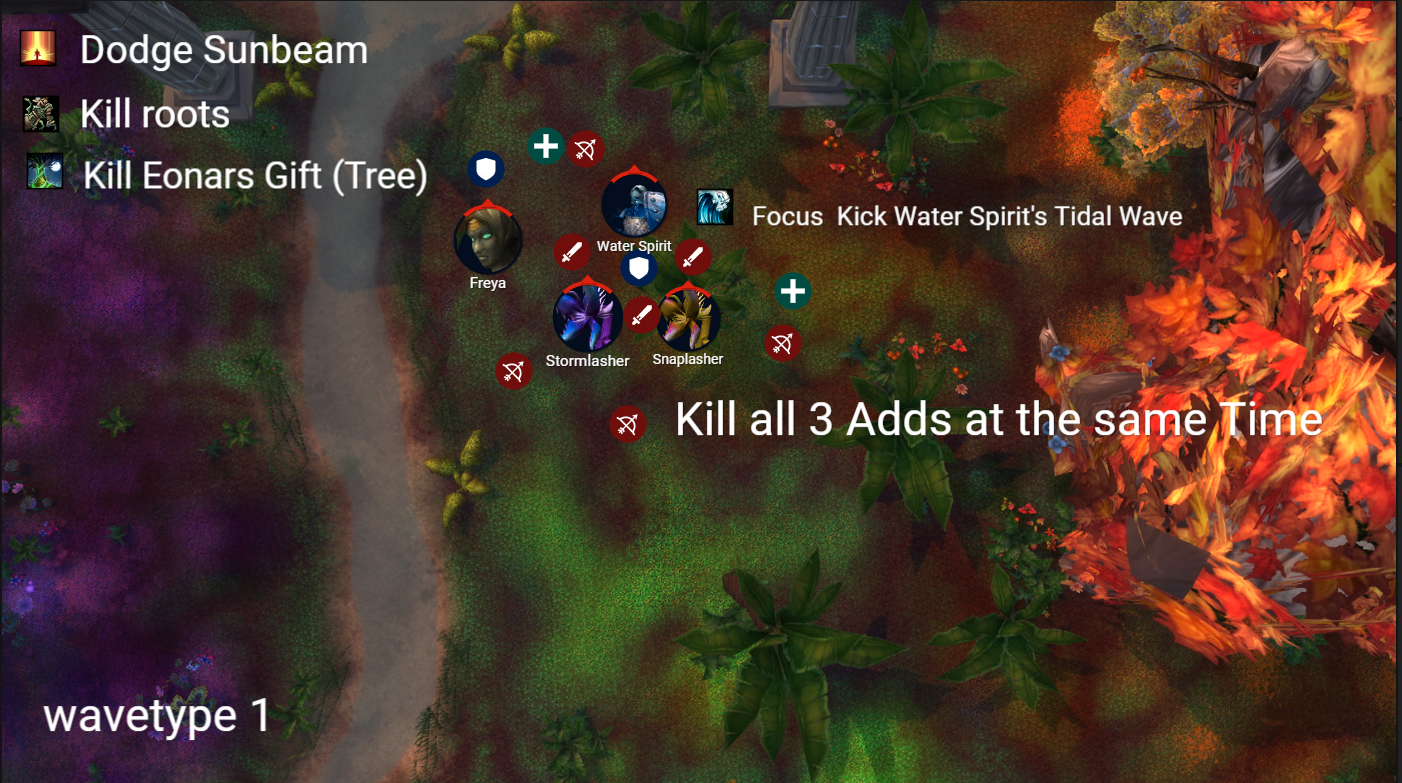 Dodge Sunbeam
Kill roots
Kill Eonars Gift (Tree)
Focus  Kick Water Spirit's Tidal Wave
Water Spirit
Freya
Stormlasher
Snaplasher
Kill all 3 Adds at the same Time
wavetype 1